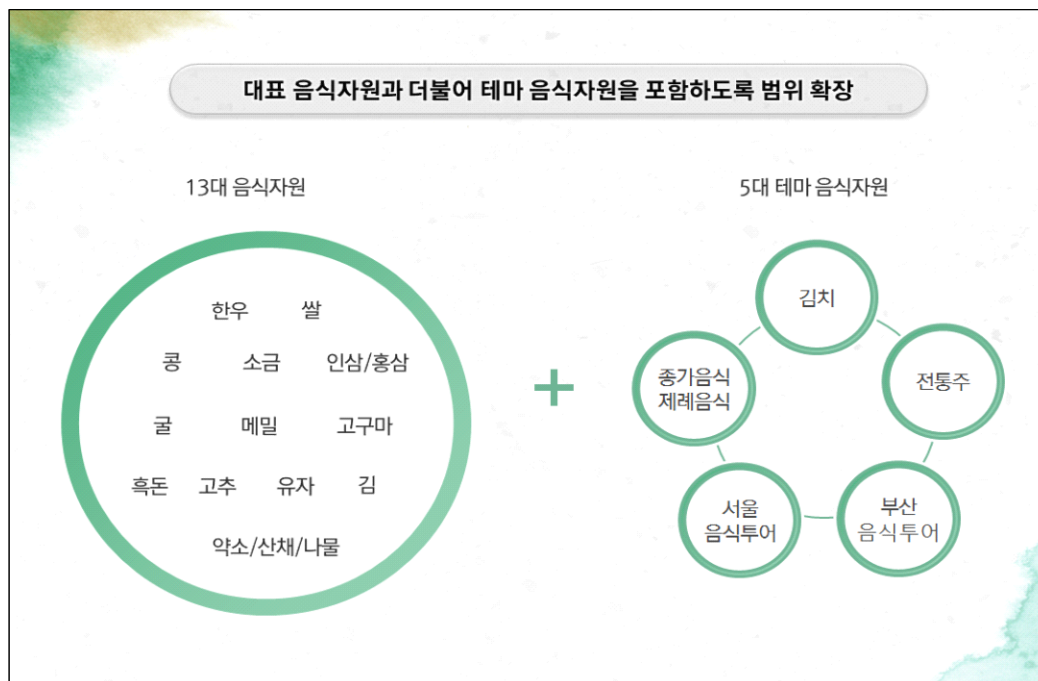 대표 음식자원과 더불어 테마 음식자원을 포함하도록 범위 확장
13대 음식자원
한우 쌀
콩 소금 인삼/홍삼
굴 메밀 고구마
흑돈 고추 유자 김
약소/산채/나물
+
5대 테마 음식자원
김치
전통주
부산
음식투어
서울
음식투어
종가음식
제례음식